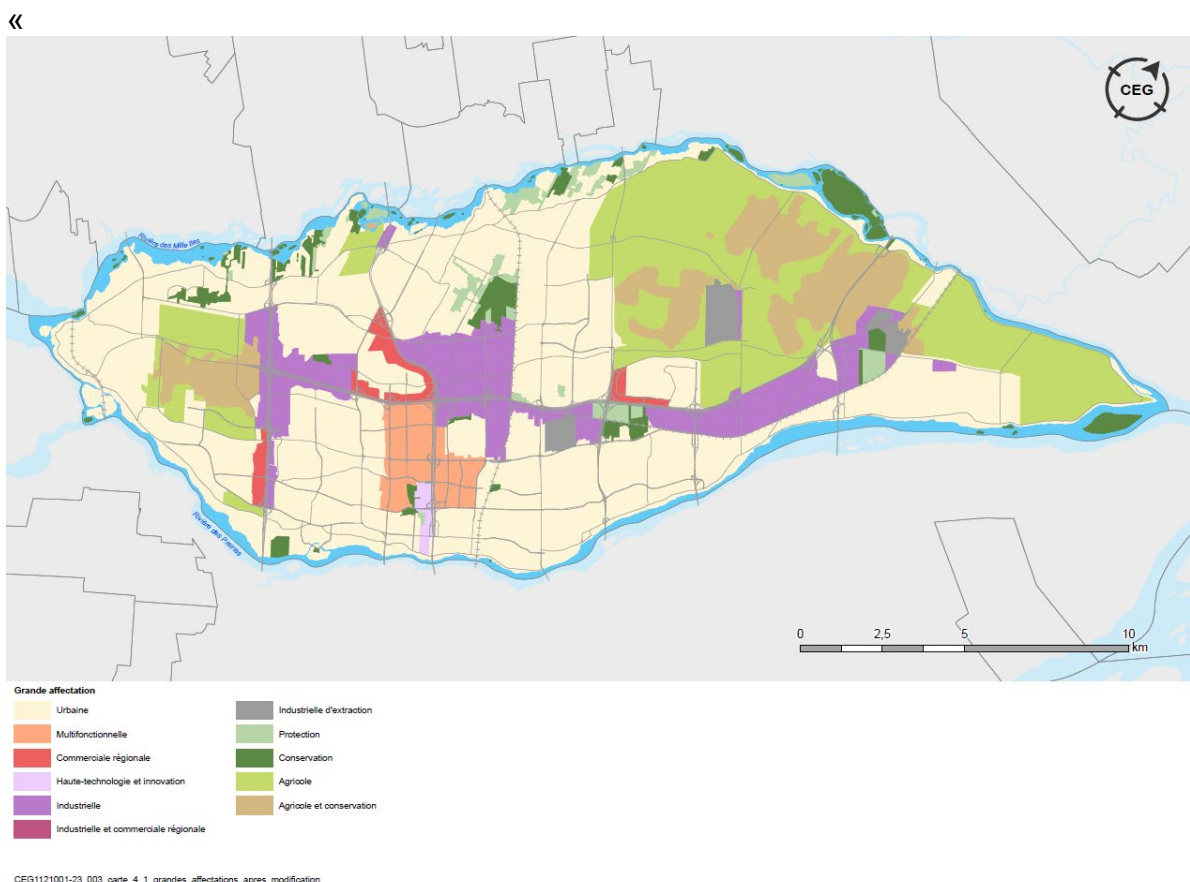 «
CEG
Rivière des Mille Iles
Rivière des Prairies
0 2,5 5 10
km
Grande affectation
Urbaine
Multifonctionnelle
Commerciale régionale
Haute-technologie et innovation
Industrielle
Industrielle et commerciale régionale
Industrielle d'extraction
Protection
Conservation
Agricole
Agricole et conservation
CEG1121001-23_003_carte_4_1_grandes_affectations_apres_modification